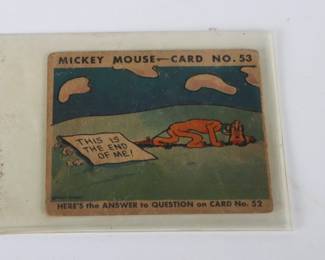 MICKEY MOUSE—CARD NO. 53
THIS IS
THE END
OF ME!
HERE'S the ANSWER to QUESTION on CARD No. 52